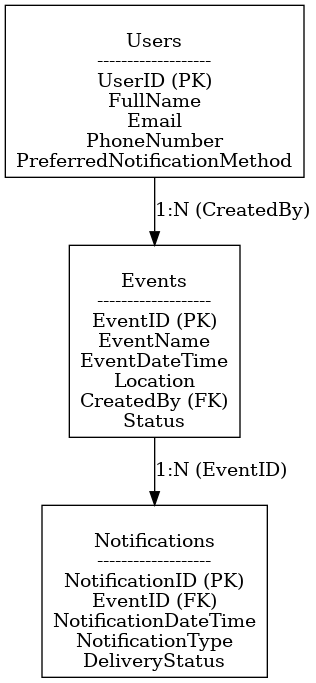 Users
-------------------
UserID (PK)
FullName
Email
PhoneNumber
PreferredNotificationMethod
1:N (CreatedBy)
Events
-------------------
EventID (PK)
EventName
EventDateTime
Location
CreatedBy (FK)
Status
1:N (EventID)
Notifications
-------------------
NotificationID (PK)
EventID (FK)
NotificationDateTime
NotificationType
DeliveryStatus